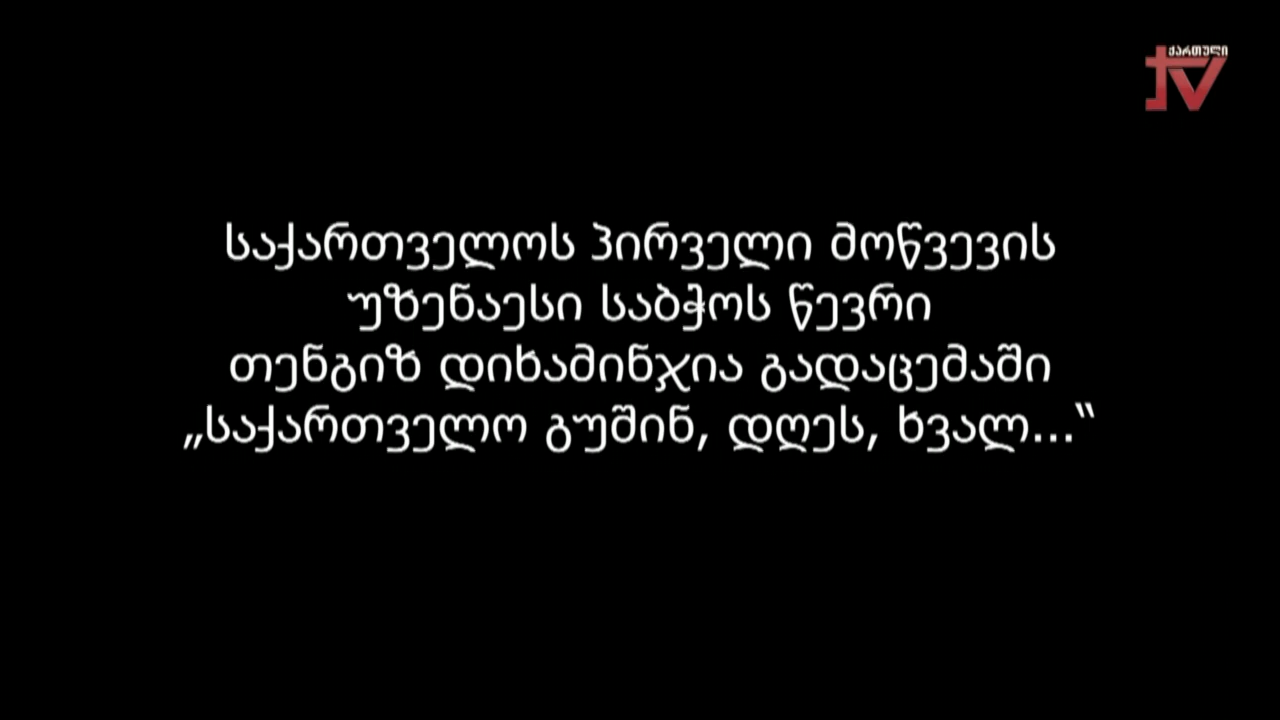 ქართული
TV
საქართველოს პირველი მოწვევის
უზენაესი საბჭოს წევრი
თენგიზ დიხამინჯია გადაცემაში
„საქართველო გუშინ, დღეს, ხვალ...“